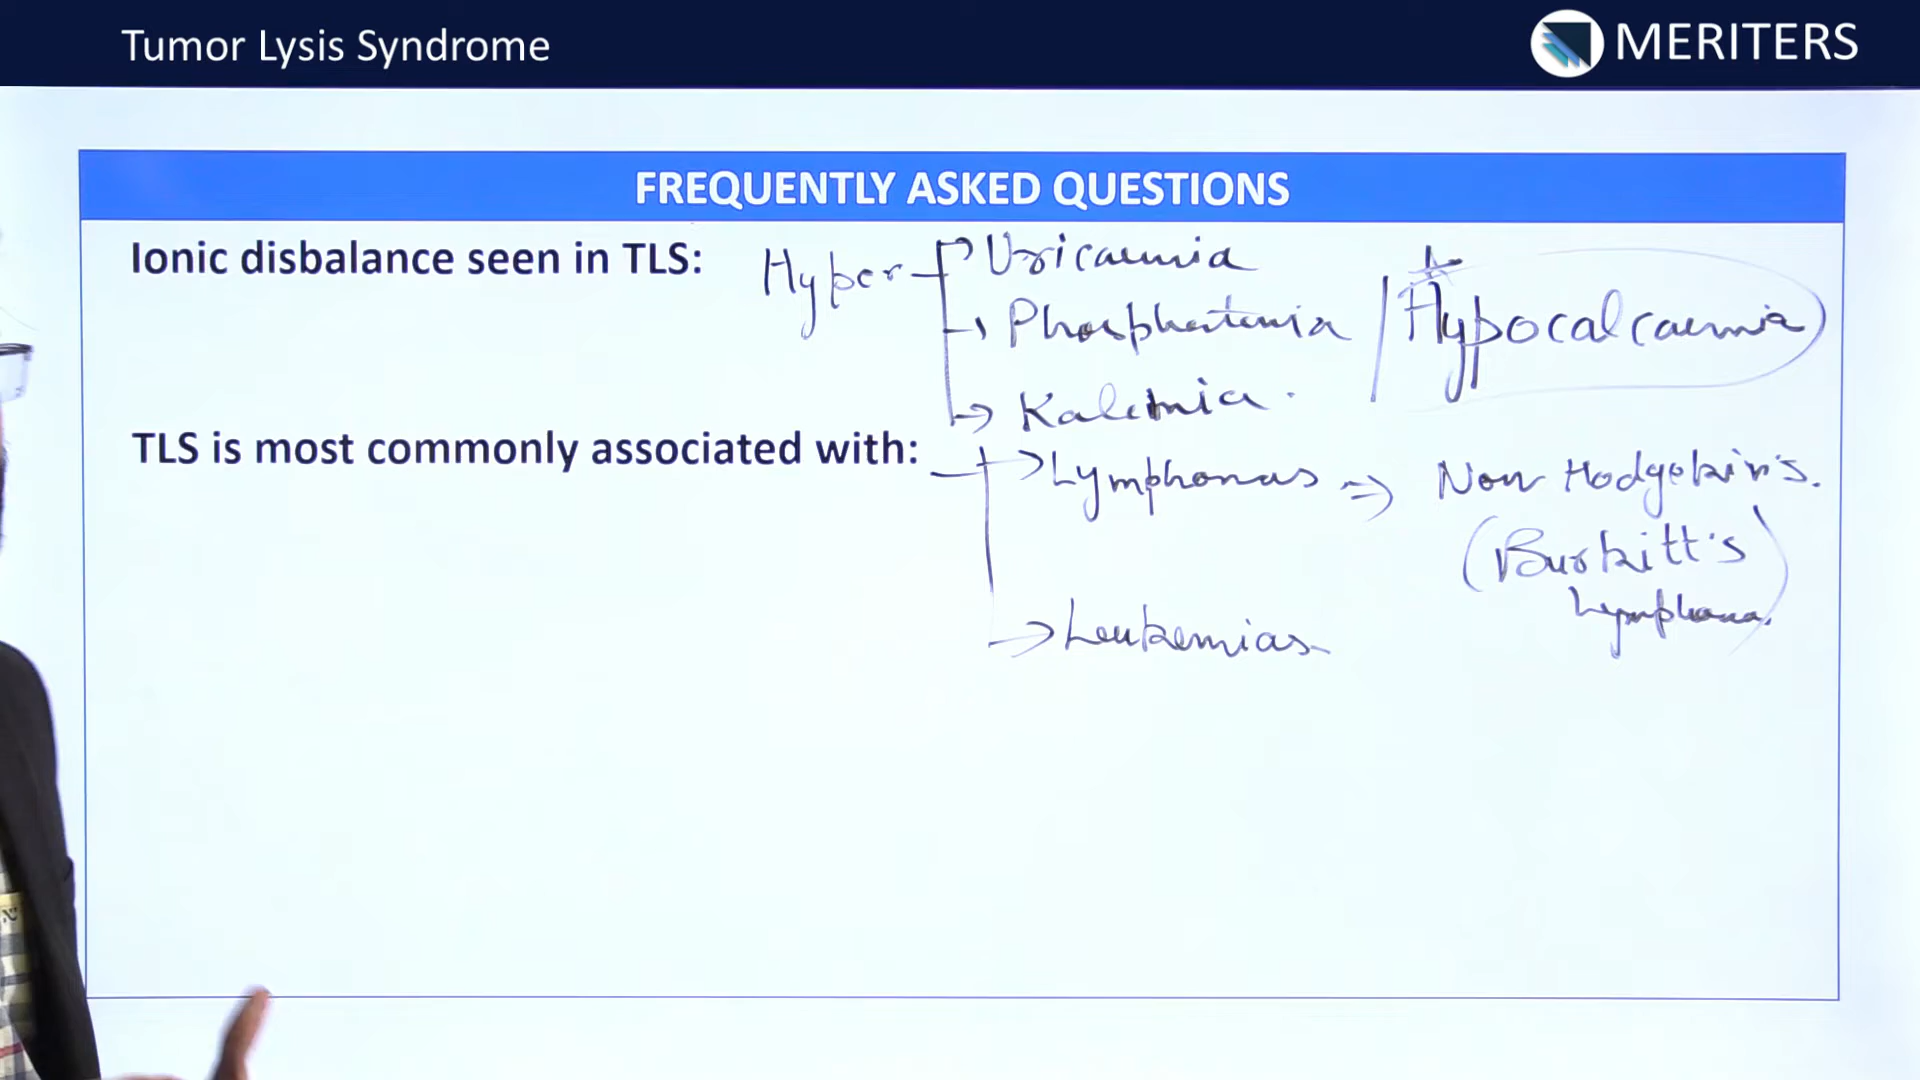 Tumor Lysis Syndrome
MERITERS
FREQUENTLY ASKED QUESTIONS
Ionic disbalance seen in TLS: Hyper Uricaemia
Phosphatemia / Hypocalcaemia
Kalemia.
TLS is most commonly associated with: Lymphomas => Non Hodgekin's.
(Burkitt's
Lymphoma.)
Leukemias